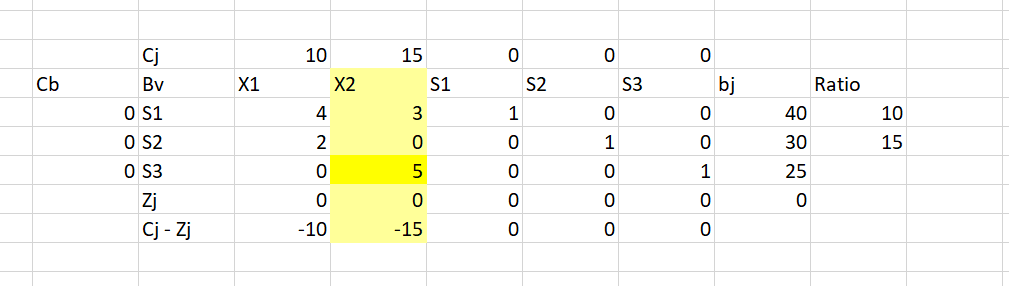 Cj 10 15 0 0 0
Cb Bv X1 X2 S1 S2 S3 bj Ratio
0 S1 4 3 1 0 0 40 10
0 S2 2 0 0 1 0 30 15
0 S3 0 5 0 0 1 25
Zj 0 0 0 0 0 0
Cj - Zj -10 -15 0 0 0